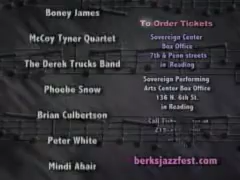 Boney James
McCoy Tyner Quartet
The Derek Trucks Band
Phoebe Snow
Brian Culbertson
Peter White
Mindi Abair
To Order Tickets
Sovereign Center
Box Office
7th & Penn streets
in Reading
Sovereign Performing
Arts Center Box Office
136 N. 6th St.
in Reading
berksjazzfest.com